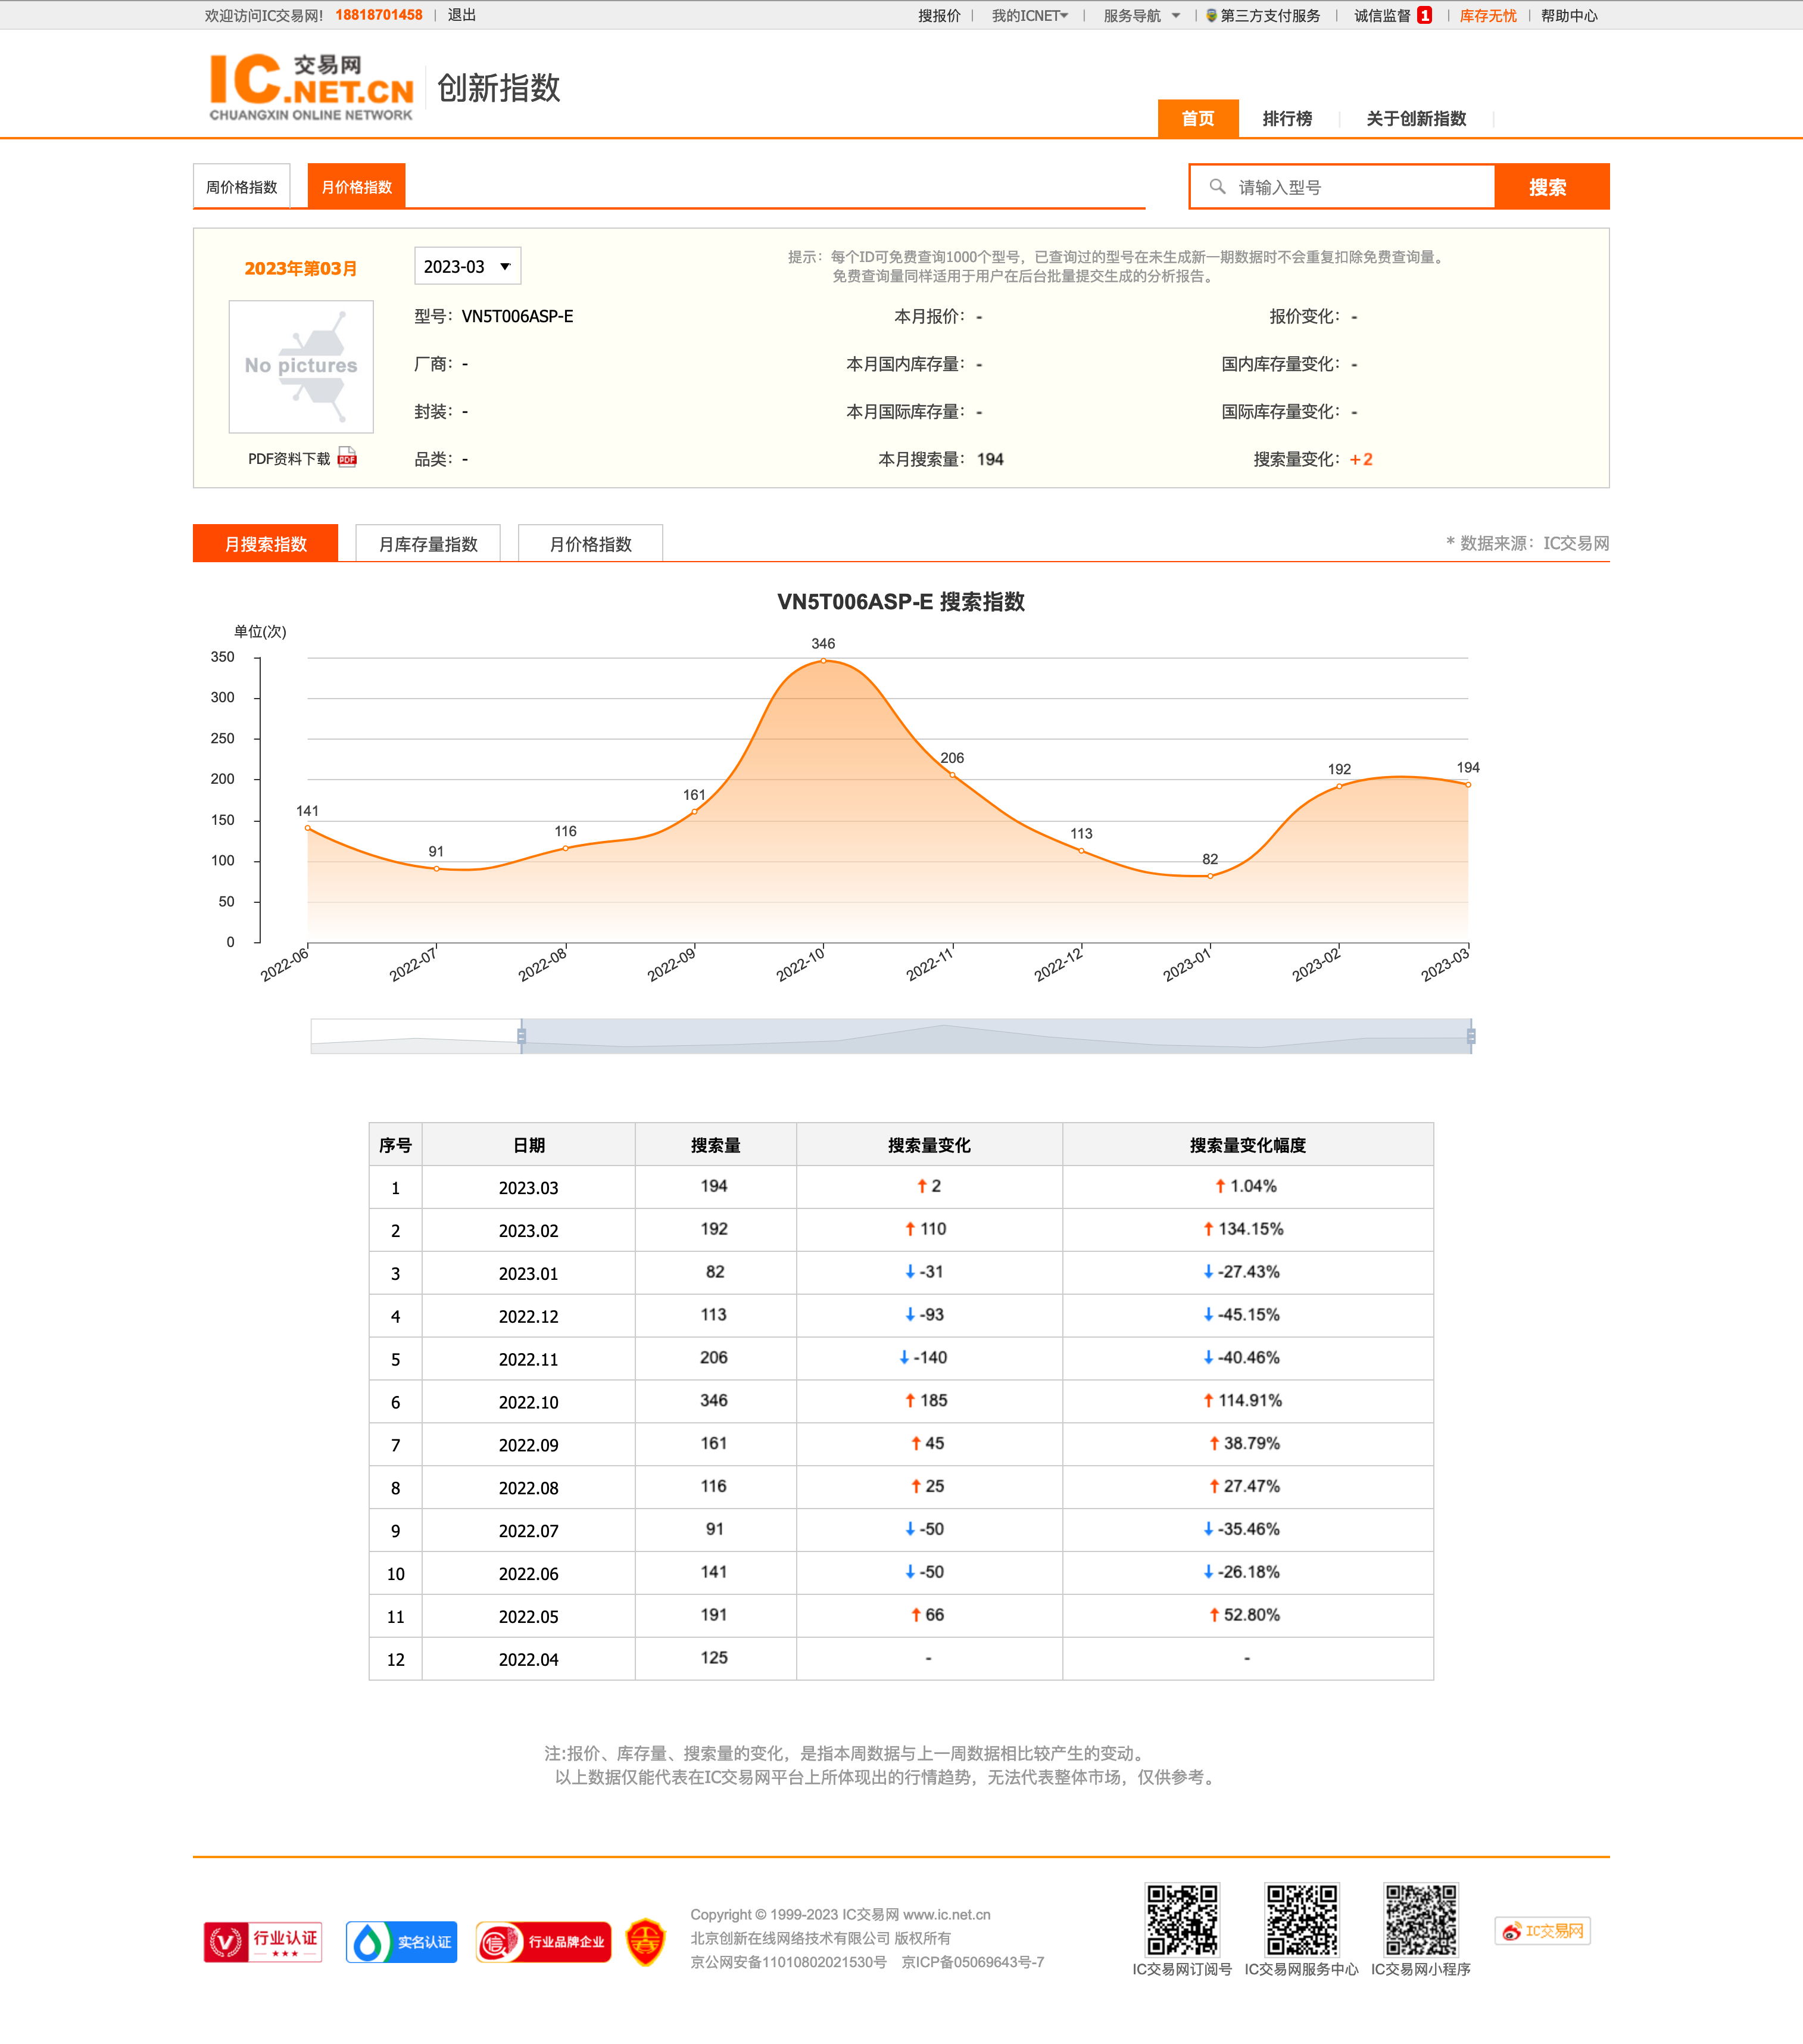 欢迎访问IC交易网! 18818701458 | 退出 搜报价 | 我的ICNET | 服务导航 | 第三方支付服务 | 诚信监督 1 | 库存无忧 | 帮助中心
IC交易网
.NET.CN
CHUANGXIN ONLINE NETWORK
创新指数
首页 排行榜 关于创新指数
周价格指数 月价格指数 请输入型号 搜索
2023年第03月 2023-03 提示：每个ID可免费查询1000个型号，已查询过的型号在未生成新一期数据时不会重复扣除免费查询量。
免费查询量同样适用于用户在后台批量提交生成的分析报告。
No pictures
PDF资料下载 PDF
型号：VN5T006ASP-E 本月报价：- 报价变化：-
厂商：- 本月国内库存量：- 国内库存量变化：-
封装：- 本月国际库存量：- 国际库存量变化：-
品类：- 本月搜索量：194 搜索量变化：+2
月搜索指数 月库存量指数 月价格指数 * 数据来源：IC交易网
VN5T006ASP-E 搜索指数
单位(次)
350
300
250
200
150
100
50
0
141 91 116 161 346 206 113 82 192 194
2022-06 2022-07 2022-08 2022-09 2022-10 2022-11 2022-12 2023-01 2023-02 2023-03
序号 日期 搜索量 搜索量变化 搜索量变化幅度
1 2023.03 194 ↑ 2 ↑ 1.04%
2 2023.02 192 ↑ 110 ↑ 134.15%
3 2023.01 82 ↓ -31 ↓ -27.43%
4 2022.12 113 ↓ -93 ↓ -45.15%
5 2022.11 206 ↓ -140 ↓ -40.46%
6 2022.10 346 ↑ 185 ↑ 114.91%
7 2022.09 161 ↑ 45 ↑ 38.79%
8 2022.08 116 ↑ 25 ↑ 27.47%
9 2022.07 91 ↓ -50 ↓ -35.46%
10 2022.06 141 ↓ -50 ↓ -26.18%
11 2022.05 191 ↑ 66 ↑ 52.80%
12 2022.04 125 - -
注:报价、库存量、搜索量的变化，是指本周数据与上一周数据相比较产生的变动。
以上数据仅能代表在IC交易网平台上所体现出的行情趋势，无法代表整体市场，仅供参考。
行业认证
实名认证
信 行业品牌企业
Copyright © 1999-2023 IC交易网 www.ic.net.cn
北京创新在线网络技术有限公司 版权所有
京公网安备11010802021530号 京ICP备05069643号-7
IC交易网订阅号 IC交易网服务中心 IC交易网小程序
IC交易网